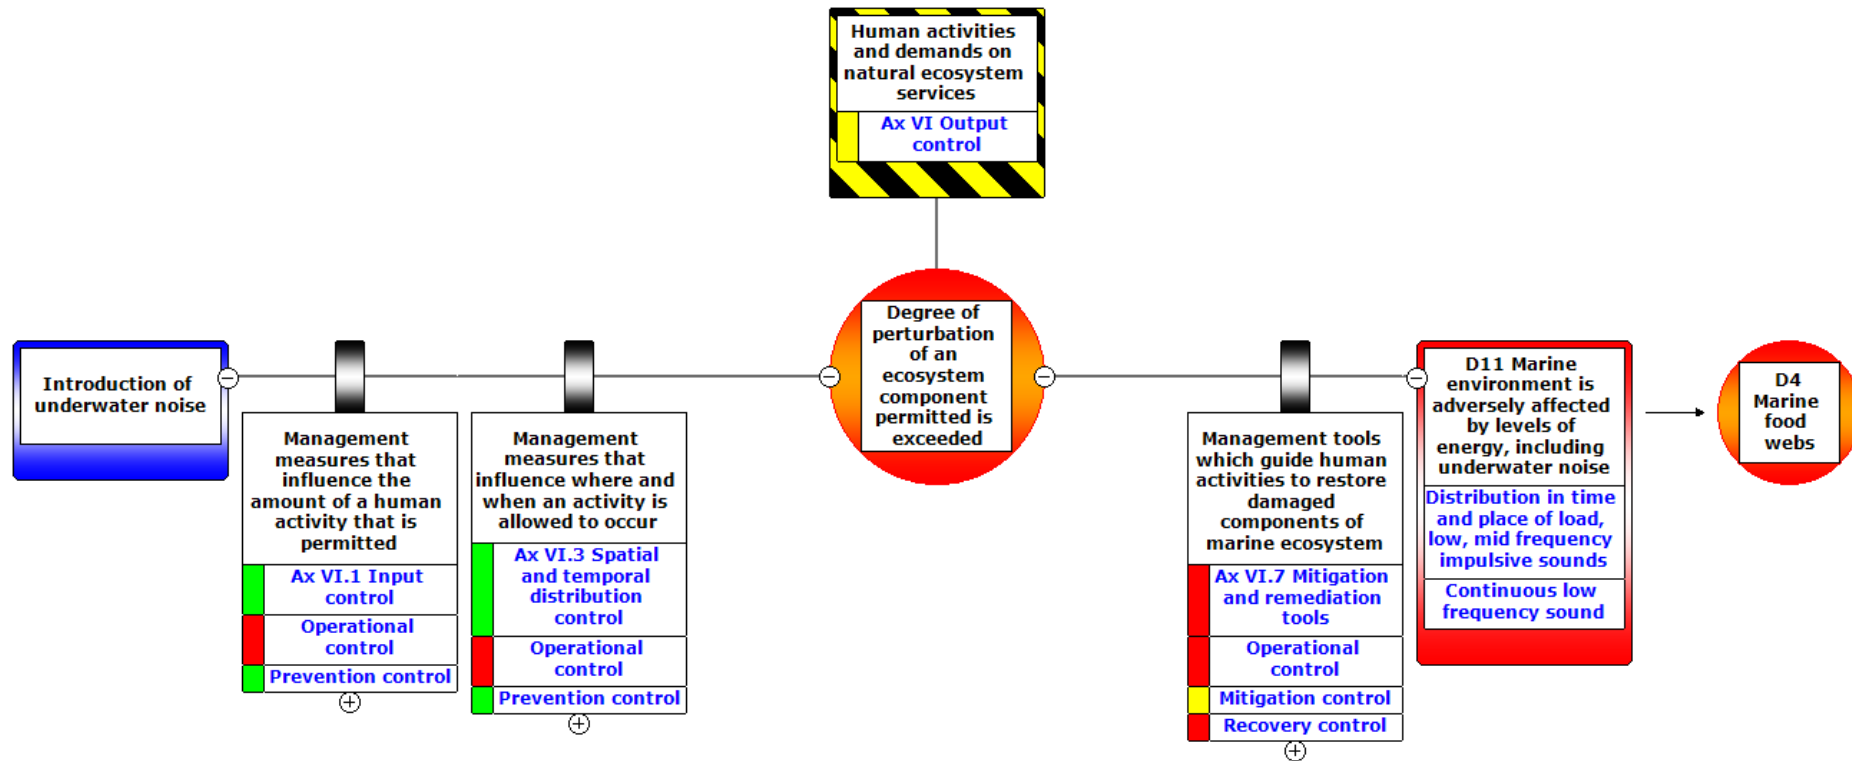 Human activities
and demands on
natural ecosystem
services
Ax VI Output
control
Introduction of
underwater noise
Management
measures that
influence the
amount of a human
activity that is
permitted
Ax VI.1 Input
control
Operational
control
Prevention control
Management
measures that
influence where and
when an activity is
allowed to occur
Ax VI.3 Spatial
and temporal
distribution
control
Operational
control
Prevention control
Degree of
perturbation
of an
ecosystem
component
permitted is
exceeded
Management tools
which guide human
activities to restore
damaged
components of
marine ecosystem
Ax VI.7 Mitigation
and remediation
tools
Operational
control
Mitigation control
Recovery control
D11 Marine
environment is
adversely affected
by levels of
energy, including
underwater noise
Distribution in time
and place of load,
low, mid frequency
impulsive sounds
Continuous low
frequency sound
D4
Marine
food
webs